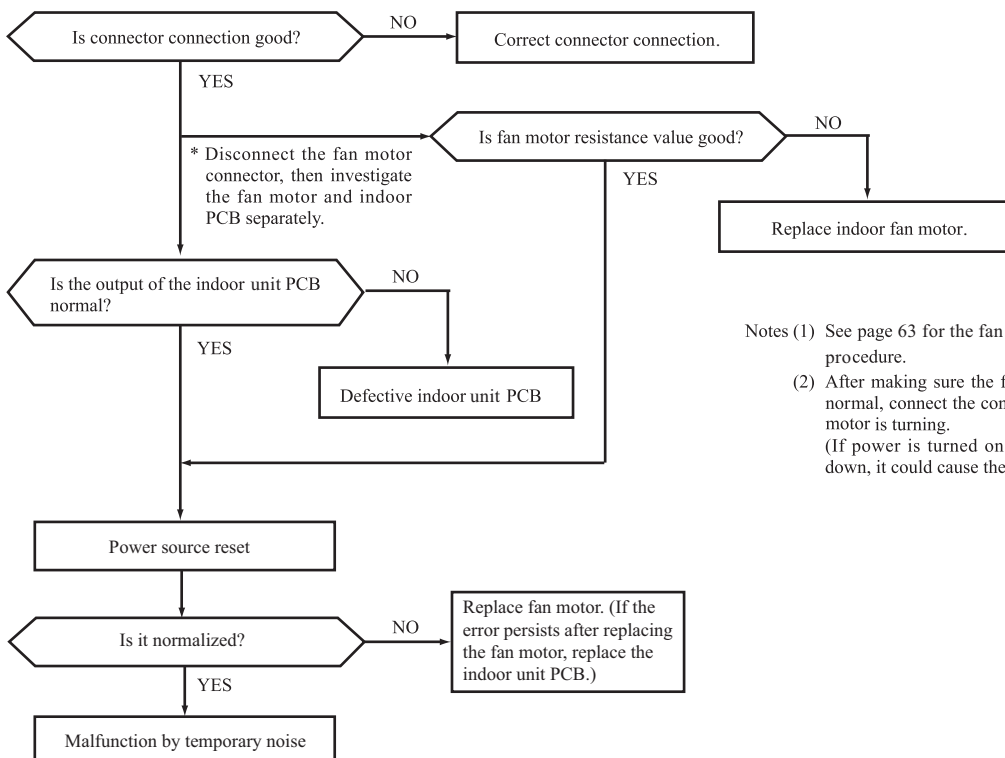 Is connector connection good?
NO
Correct connector connection.
YES
Is fan motor resistance value good?
NO
* Disconnect the fan motor
connector, then investigate
the fan motor and indoor
PCB separately.
YES
Replace indoor fan motor.
Is the output of the indoor unit PCB
normal?
NO
YES
Defective indoor unit PCB
Notes (1) See page 63 for the fan
procedure.
(2) After making sure the
normal, connect the
motor is turning.
(If power is turned on
down, it could cause the
Power source reset
Is it normalized?
NO
Replace fan motor. (If the
error persists after replacing
the fan motor, replace the
indoor unit PCB.)
YES
Malfunction by temporary noise